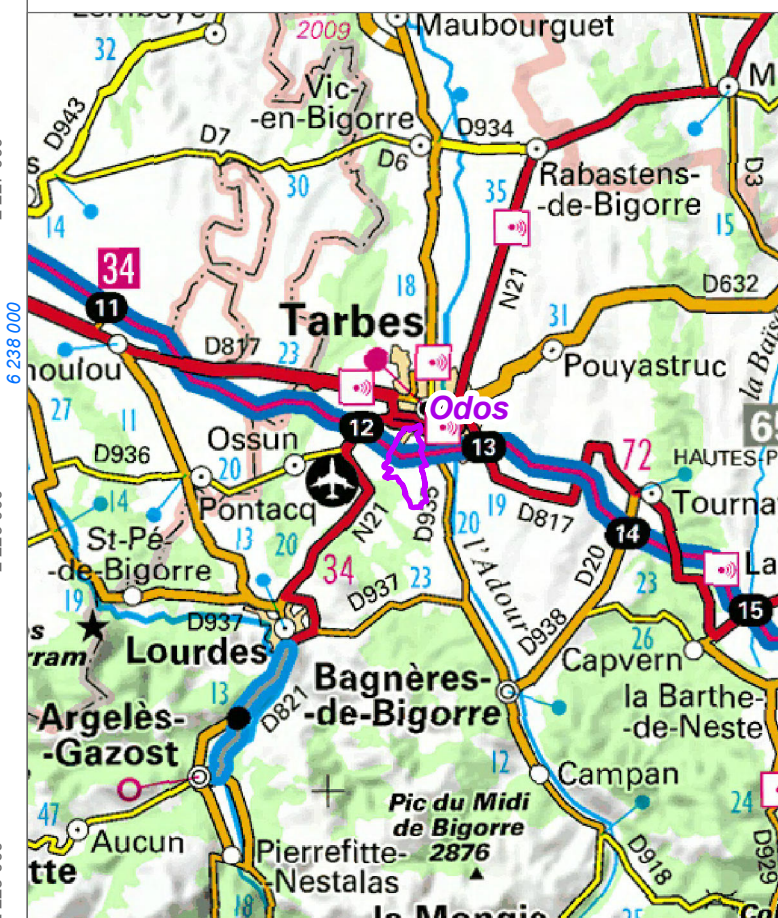 2009
Maubourguet
32
Vic-
-en-Bigorre
D943
D7
D6
D934
M
30
35
Rabastens-
-de-Bigorre
D3
14
15
34
11
18
N21
D632
31
6 238 000
Tarbes
D817
23
Pouyastruc
la Baï
27
11
Odos
12
13
Ossun
D936
20
72
HAUTES-P
14
Pontacq
N21
D935
19
D817
Tourna
St-Pé-
-de-Bigorre
13
20
20
14
34
l'Adour
D20
La
19
D937
D937
23
D938
23
15
26
Lourdes
Capvern
rram
Bagnères-
-de-Bigorre
la Barthe-
-de-Neste
13
D821
Argelès-
-Gazost
12
Campan
24
47
Aucun
Pic du Midi
de Bigorre
2876
D918
D929
tte
Pierrefitte-
-Nestalas
18
la Mongie